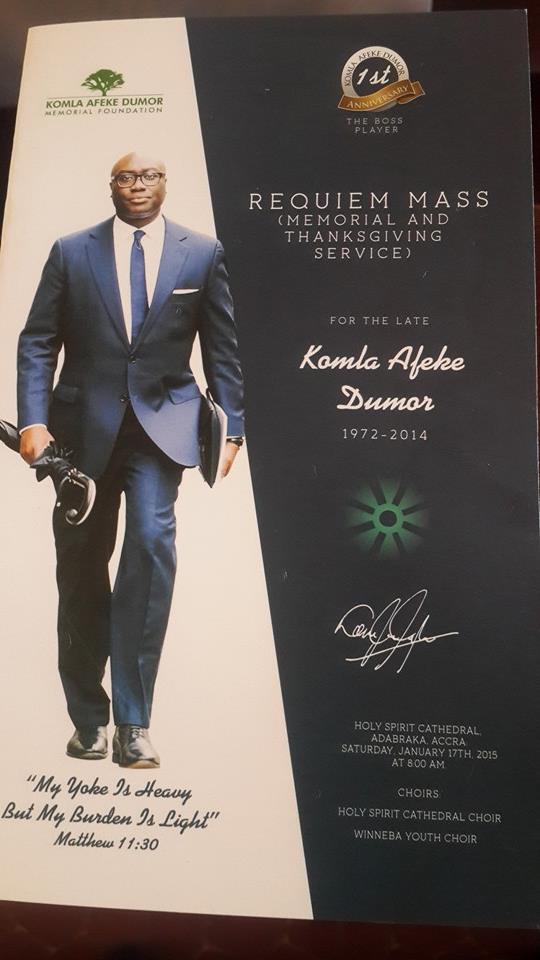 KOMLA AFEKE DUMOR
MEMORIAL FOUNDATION
KOMLA AFEKE DUMOR
1st
ANNIVERSARY
THE BOSS
PLAYER
REQUIEM MASS
(MEMORIAL AND
THANKSGIVING
SERVICE)
FOR THE LATE
Komla Afeke
Dumor
1972-2014
HOLY SPIRIT CATHEDRAL,
ADABRAKA, ACCRA
SATURDAY, JANUARY 17TH, 2015
AT 8:00 AM.
CHOIRS:
HOLY SPIRIT CATHEDRAL CHOIR
WINNEBA YOUTH CHOIR
"My Yoke Is Heavy
But My Burden Is Light"
Matthew 11:30